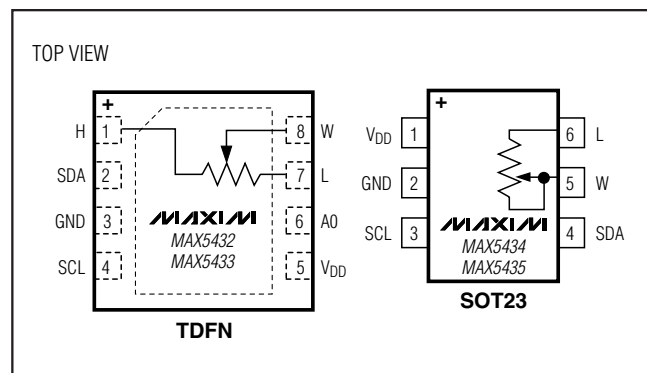 TOP VIEW
+
H 1 8 W
SDA 2 7 L
GND 3 6 A0
SCL 4 5 VDD
MAXIM
MAX5432
MAX5433
TDFN
+
VDD 1 6 L
GND 2 5 W
SCL 3 4 SDA
MAXIM
MAX5434
MAX5435
SOT23